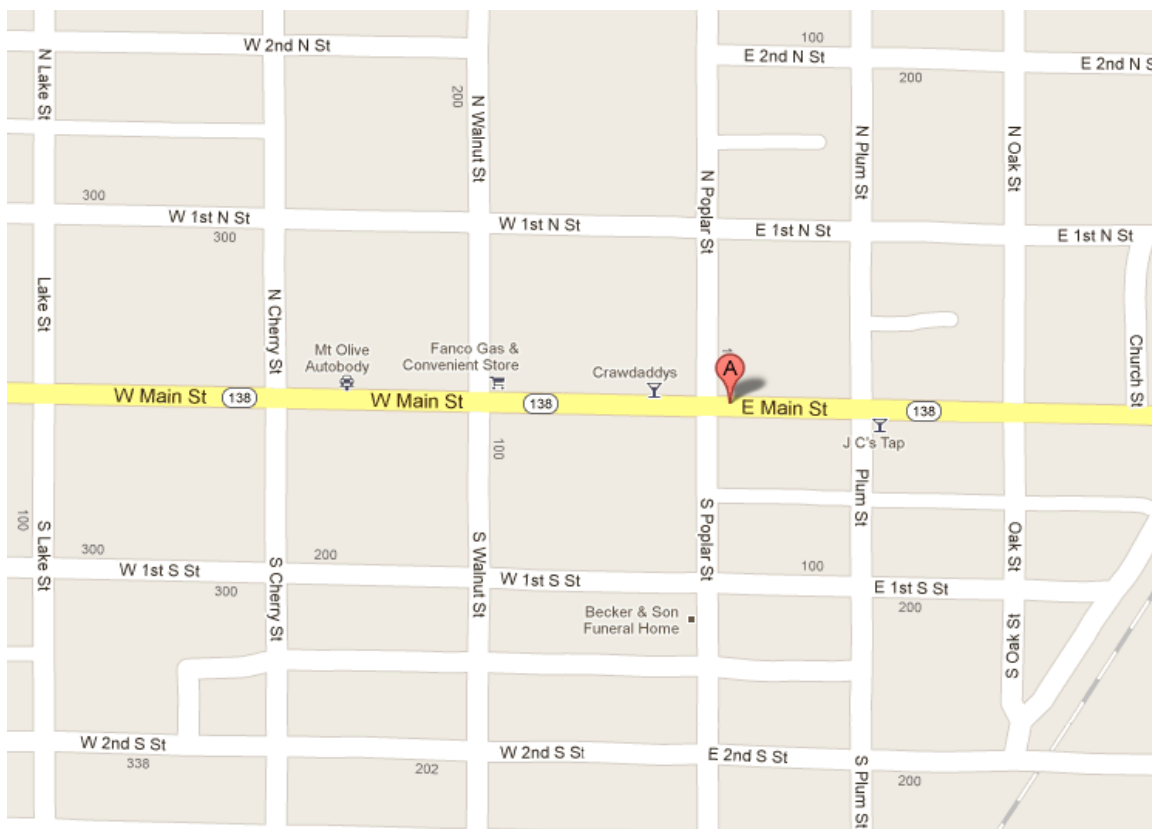 W 2nd N St
100
E 2nd N St
E 2nd N S
200
N Lake St
200
N Walnut St
N Plum St
N Oak St
300
W 1st N St
300
W 1st N St
N Poplar St
E 1st N St
E 1st N St
Lake St
N Cherry St
Church St
Mt Olive
Autobody
Fanco Gas &
Convenient Store
Crawdaddys
A
W Main St
138
W Main St
138
E Main St
138
J C's Tap
100
Plum St
100
S Lake St
300
W 1st S St
300
S Cherry St
200
S Walnut St
W 1st S St
S Poplar St
100
E 1st S St
200
Oak St
S Oak St
Becker & Son
Funeral Home
W 2nd S St
338
202
W 2nd S St
E 2nd S St
S Plum St
200